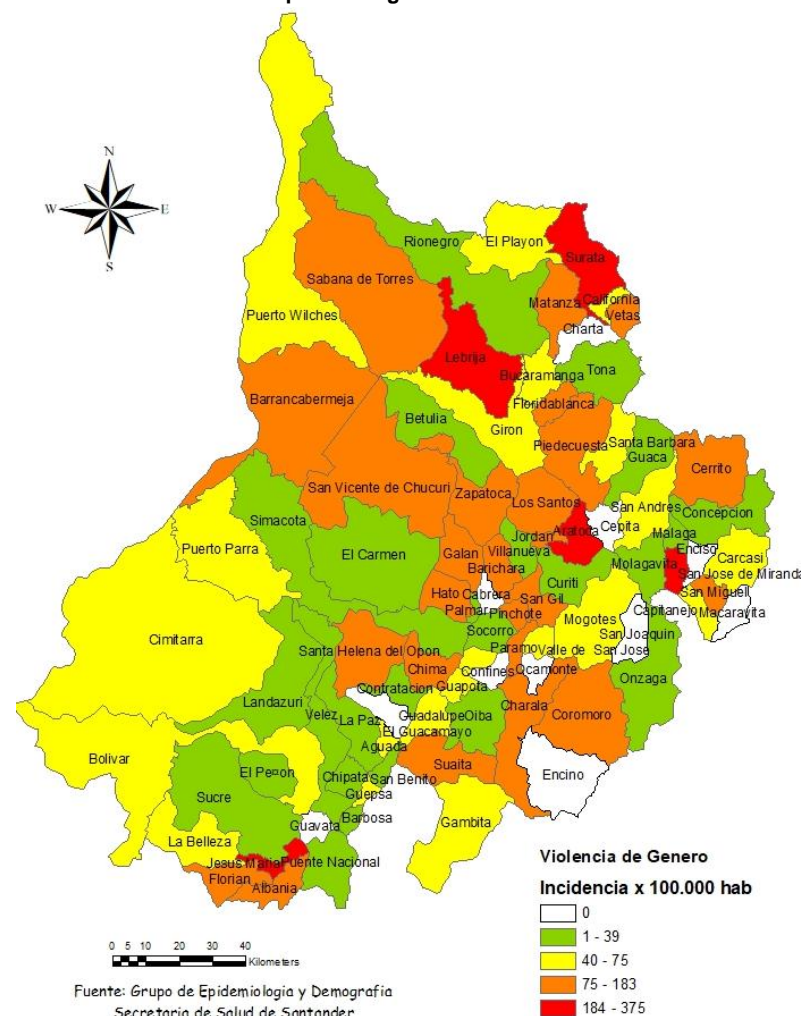 N
W
E
S
Rionegro
El Playon
Surata
Sabana de Torres
Matanza
California
Vetas
Puerto Wilches
Charta
Lebrija
Bucaramanga
Tona
Barrancabermeja
Betulia
Floridablanca
Giron
Piedecuesta
Santa Barbara
Guaca
Cerrito
San Vicente de Chucuri
Zapatoca
Los Santos
San Andres
Concepcion
Simacota
Cepita
Aratoca
Jordan
Malaga
Puerto Parra
El Carmen
Galan
Villanueva
Enciso
Carcasi
Barichara
Molagavita
San Jose de Miranda
Curiti
San Miguel
Hato
Cabrera
San Gil
Capitanejo
Macaravita
Palmar
Pinchote
Mogotes
Cimitarra
Socorro
San Joaquin
Santa Helena del Opon
Paramo
Valle de San Jose
Chima
Confines
Ocamonte
Onzaga
Contratacion
Guapota
Landazuri
Velez
La Paz
Guadalupe
Oiba
Charala
Coromoro
El Guacamayo
Aguada
Bolivar
Suaita
El Pe¤on
Chipata
San Benito
Encino
Sucre
Guepsa
Guavata
Barbosa
Gambita
La Belleza
Jesus Maria
Puente Nacional
Florian
Albania
Violencia de Genero
Incidencia x 100.000 hab
0
1 - 39
40 - 75
75 - 183
184 - 375
0 5 10 20 30 40
Kilometers
Fuente: Grupo de Epidemiologia y Demografia
Secretaria de Salud de Santander